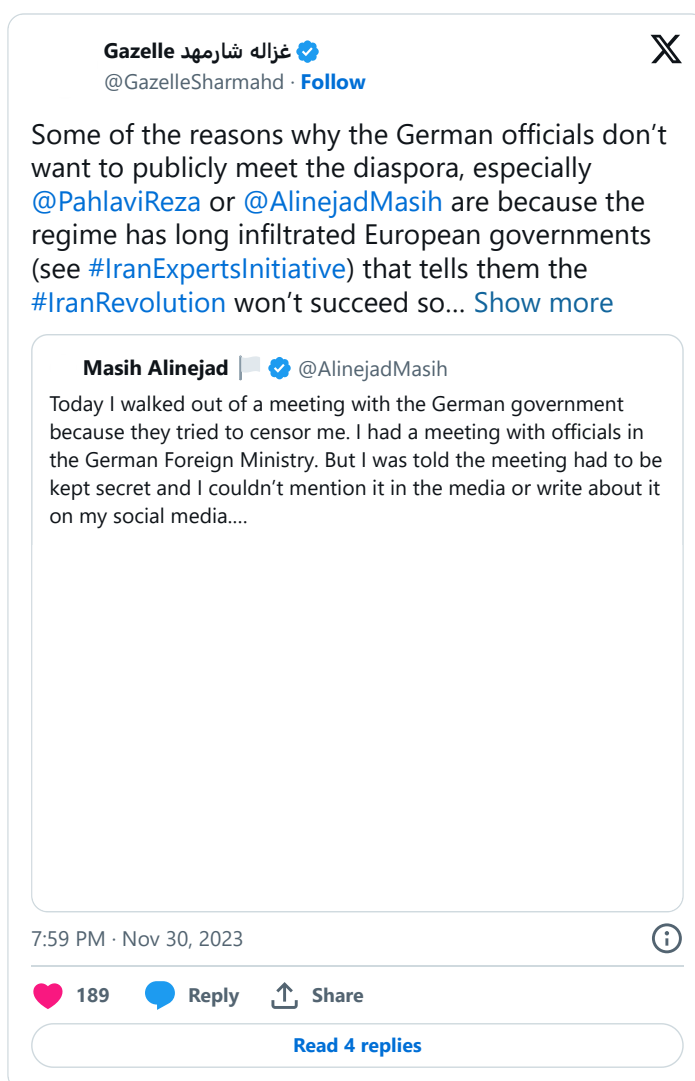 Gazelle غزاله شارمهد
@GazelleSharmahd · Follow
Some of the reasons why the German officials don’t
want to publicly meet the diaspora, especially
@PahlaviReza or @AlinejadMasih are because the
regime has long infiltrated European governments
(see #IranExpertsInitiative) that tells them the
#IranRevolution won’t succeed so... Show more
Masih Alinejad @AlinejadMasih
Today I walked out of a meeting with the German government
because they tried to censor me. I had a meeting with officials in
the German Foreign Ministry. But I was told the meeting had to be
kept secret and I couldn’t mention it in the media or write about it
on my social media....
7:59 PM · Nov 30, 2023
189 Reply Share
Read 4 replies